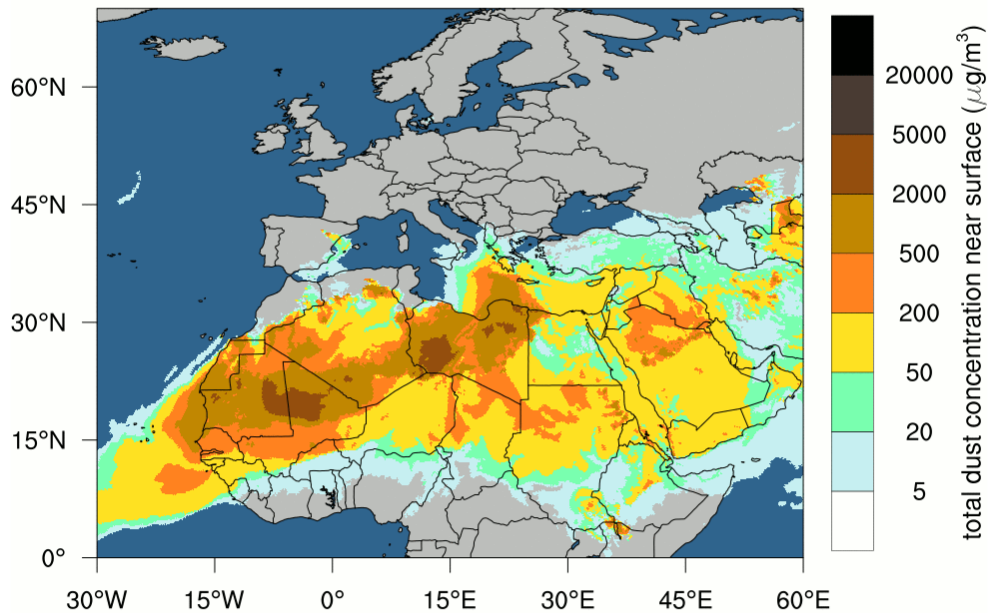 60°N
45°N
30°N
15°N
0°
30°W 15°W 0° 15°E 30°E 45°E 60°E
20000
5000
2000
500
200
50
20
5
total dust concentration near surface (µg/m³)